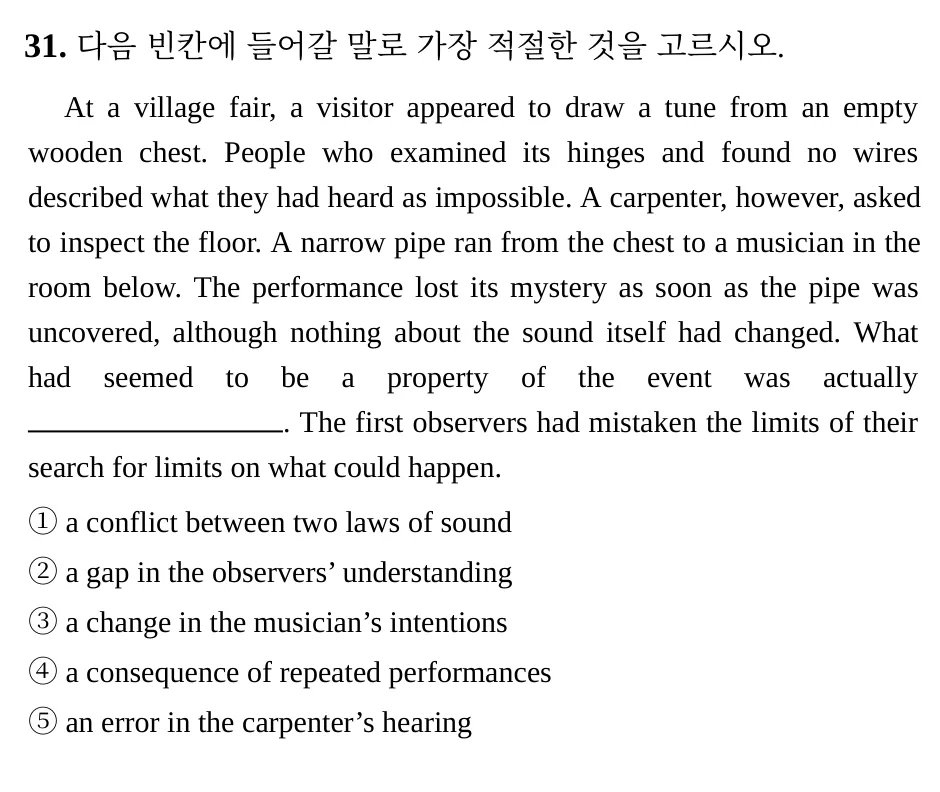 31. 다음 빈칸에 들어갈 말로 가장 적절한 것을 고르시오.
At a village fair, a visitor appeared to draw a tune from an empty
wooden chest. People who examined its hinges and found no wires
described what they had heard as impossible. A carpenter, however, asked
to inspect the floor. A narrow pipe ran from the chest to a musician in the
room below. The performance lost its mystery as soon as the pipe was
uncovered, although nothing about the sound itself had changed. What
had seemed to be a property of the event was actually
_________________. The first observers had mistaken the limits of their
search for limits on what could happen.
① a conflict between two laws of sound
② a gap in the observers’ understanding
③ a change in the musician’s intentions
④ a consequence of repeated performances
⑤ an error in the carpenter’s hearing